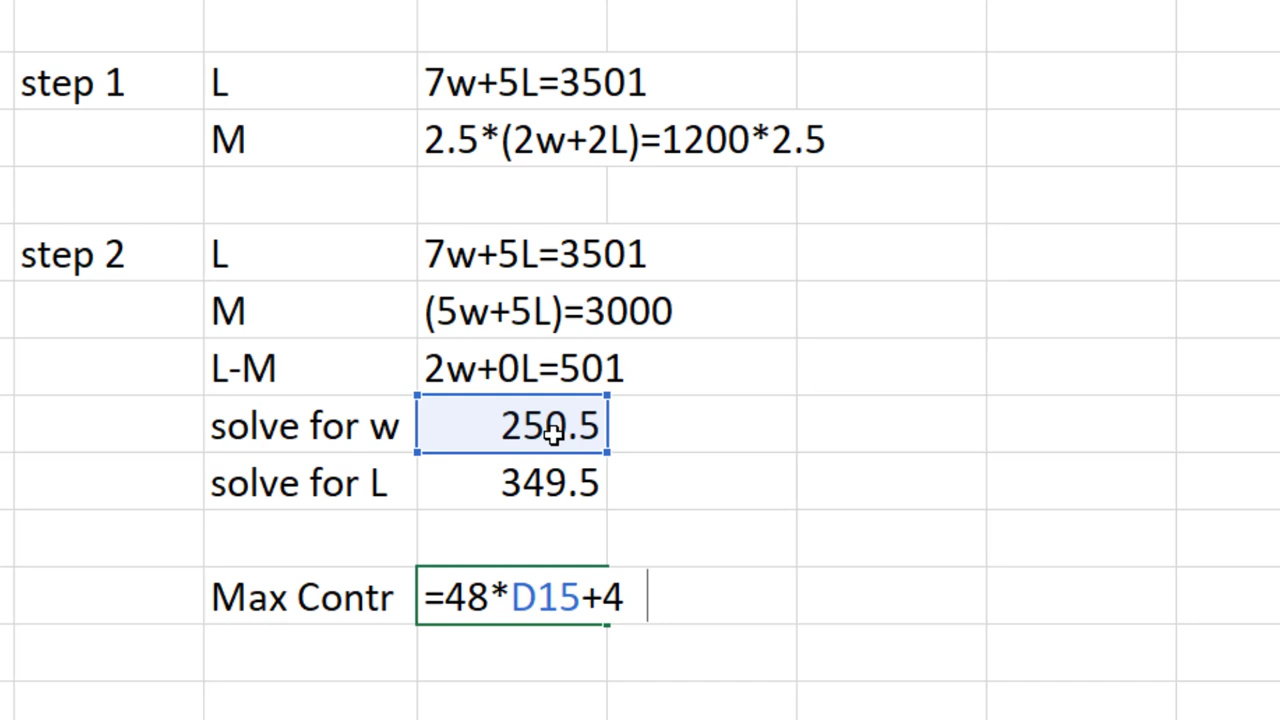 step 1 L 7w+5L=3501
M 2.5*(2w+2L)=1200*2.5
step 2 L 7w+5L=3501
M (5w+5L)=3000
L-M 2w+0L=501
solve for w 250.5
solve for L 349.5
Max Contr =48*D15+4